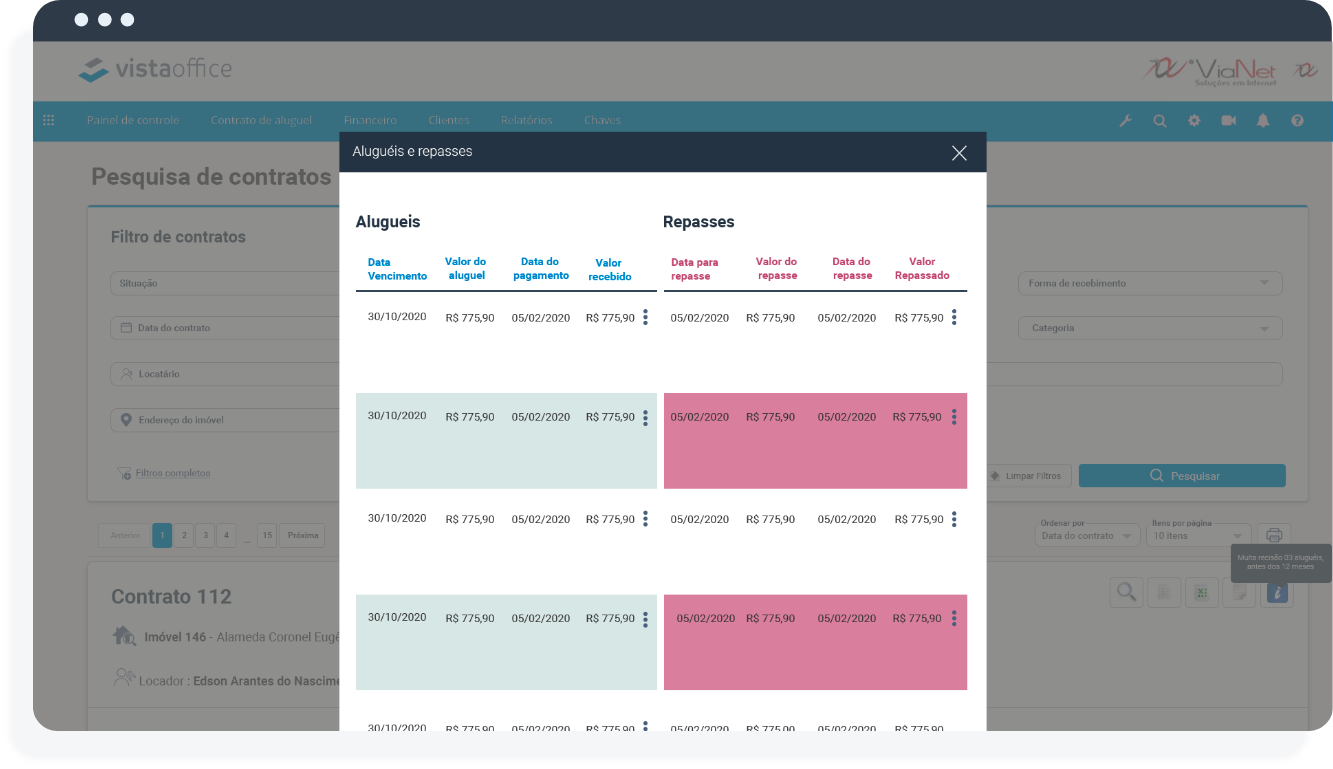 vistaoffice
ViaNet
Soluções em Internet
Painel de controle Contrato de aluguel Financeiro Clientes Relatórios Chaves
Aluguéis e repasses
Pesquisa de contratos
Filtro de contratos
Situação
Data do contrato
Locatário
Endereço do imóvel
Filtros completos
Forma de recebimento
Categoria
Limpar Filtros
Pesquisar
Alugueis
Data Vencimento
Valor do aluguel
Data do pagamento
Valor recebido
Repasses
Data para repasse
Valor do repasse
Data do repasse
Valor Repassado
30/10/2020 R$ 775,90 05/02/2020 R$ 775,90 05/02/2020 R$ 775,90 05/02/2020 R$ 775,90
30/10/2020 R$ 775,90 05/02/2020 R$ 775,90 05/02/2020 R$ 775,90 05/02/2020 R$ 775,90
30/10/2020 R$ 775,90 05/02/2020 R$ 775,90 05/02/2020 R$ 775,90 05/02/2020 R$ 775,90
30/10/2020 R$ 775,90 05/02/2020 R$ 775,90 05/02/2020 R$ 775,90 05/02/2020 R$ 775,90
30/10/2020 R$ 775,90 05/02/2020 R$ 775,90 05/02/2020 R$ 775,90 05/02/2020 R$ 775,90
Anterior 1 2 3 4 ... 15 Próxima
Ordenar por
Data do contrato
Itens por página
10 itens
Multa recisão 03 aluguéis,
antes dos 12 meses
Contrato 112
Imóvel 146 - Alameda Coronel Eugê
Locador : Edson Arantes do Nascime